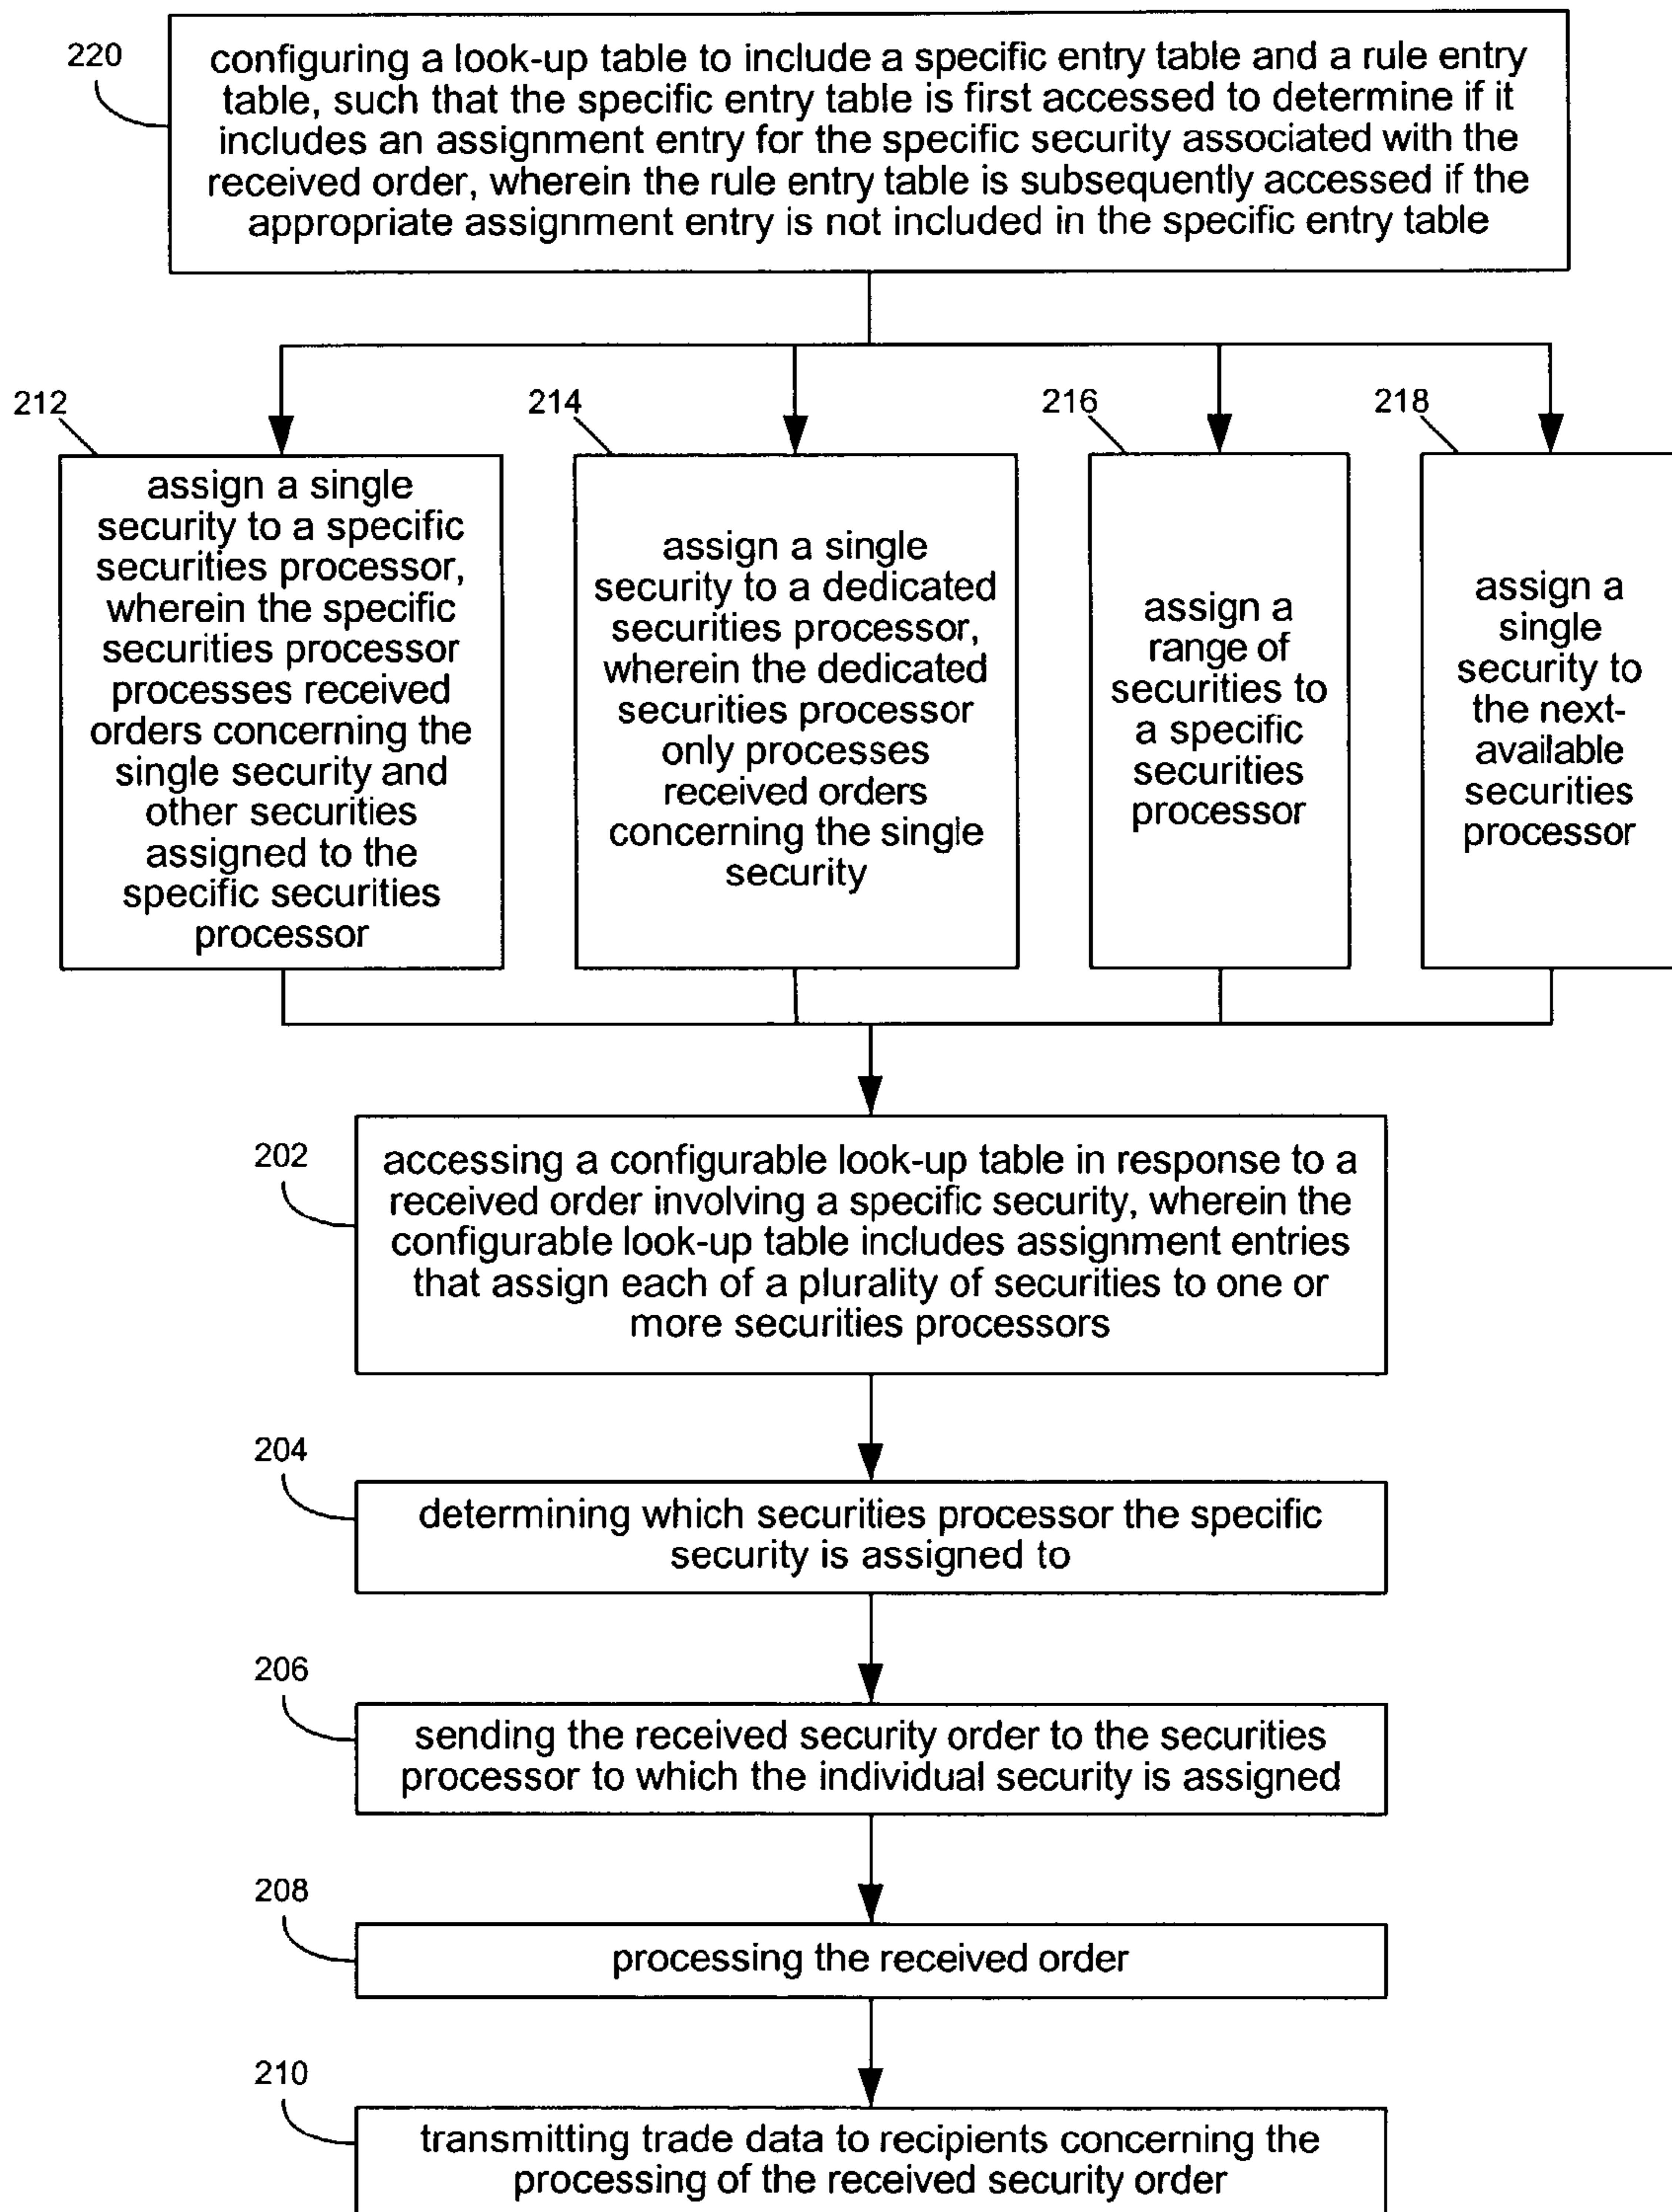 220
configuring a look-up table to include a specific entry table and a rule entry
table, such that the specific entry table is first accessed to determine if it
includes an assignment entry for the specific security associated with the
received order, wherein the rule entry table is subsequently accessed if the
appropriate assignment entry is not included in the specific entry table
212
assign a single
security to a specific
securities processor,
wherein the specific
securities processor
processes received
orders concerning the
single security and
other securities
assigned to the
specific securities
processor
214
assign a single
security to a dedicated
securities processor,
wherein the dedicated
securities processor
only processes
received orders
concerning the single
security
216
assign a
range of
securities to
a specific
securities
processor
218
assign a
single
security to
the next-
available
securities
processor
202
accessing a configurable look-up table in response to a
received order involving a specific security, wherein the
configurable look-up table includes assignment entries
that assign each of a plurality of securities to one or
more securities processors
204
determining which securities processor the specific
security is assigned to
206
sending the received security order to the securities
processor to which the individual security is assigned
208
processing the received order
210
transmitting trade data to recipients concerning the
processing of the received security order